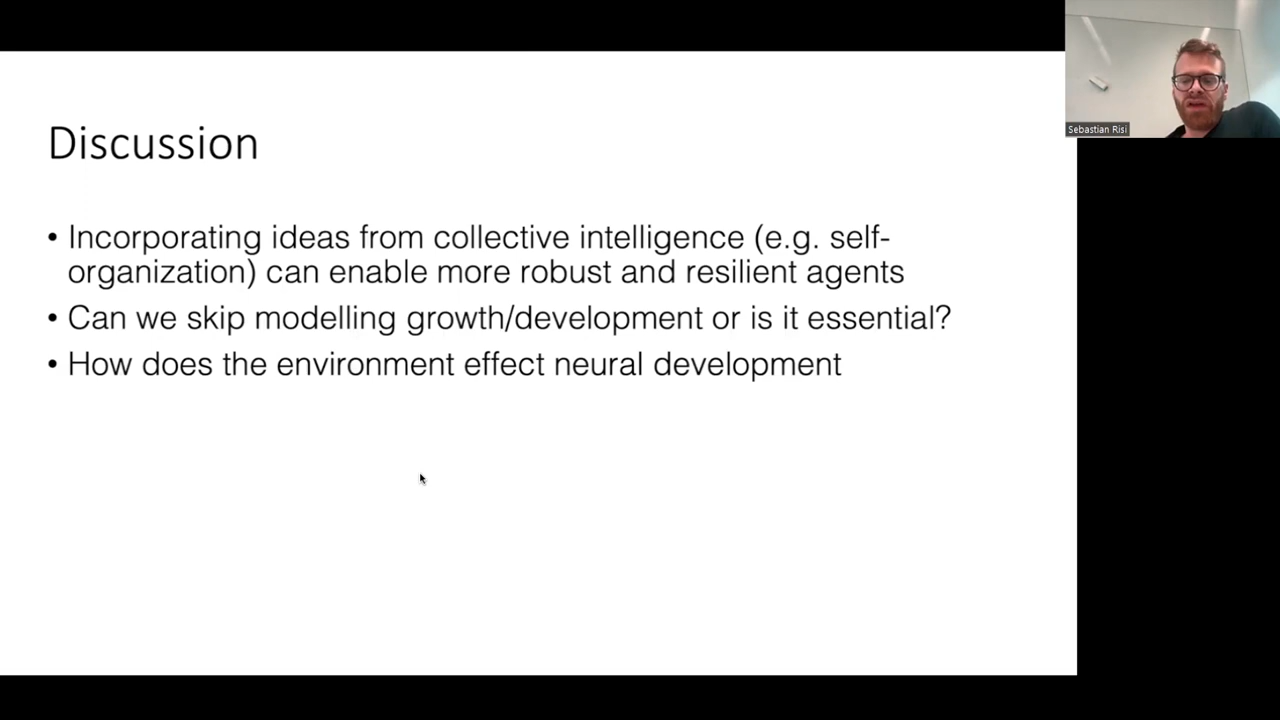 Sebastian Risi
Discussion
• Incorporating ideas from collective intelligence (e.g. self-
organization) can enable more robust and resilient agents
• Can we skip modelling growth/development or is it essential?
• How does the environment effect neural development